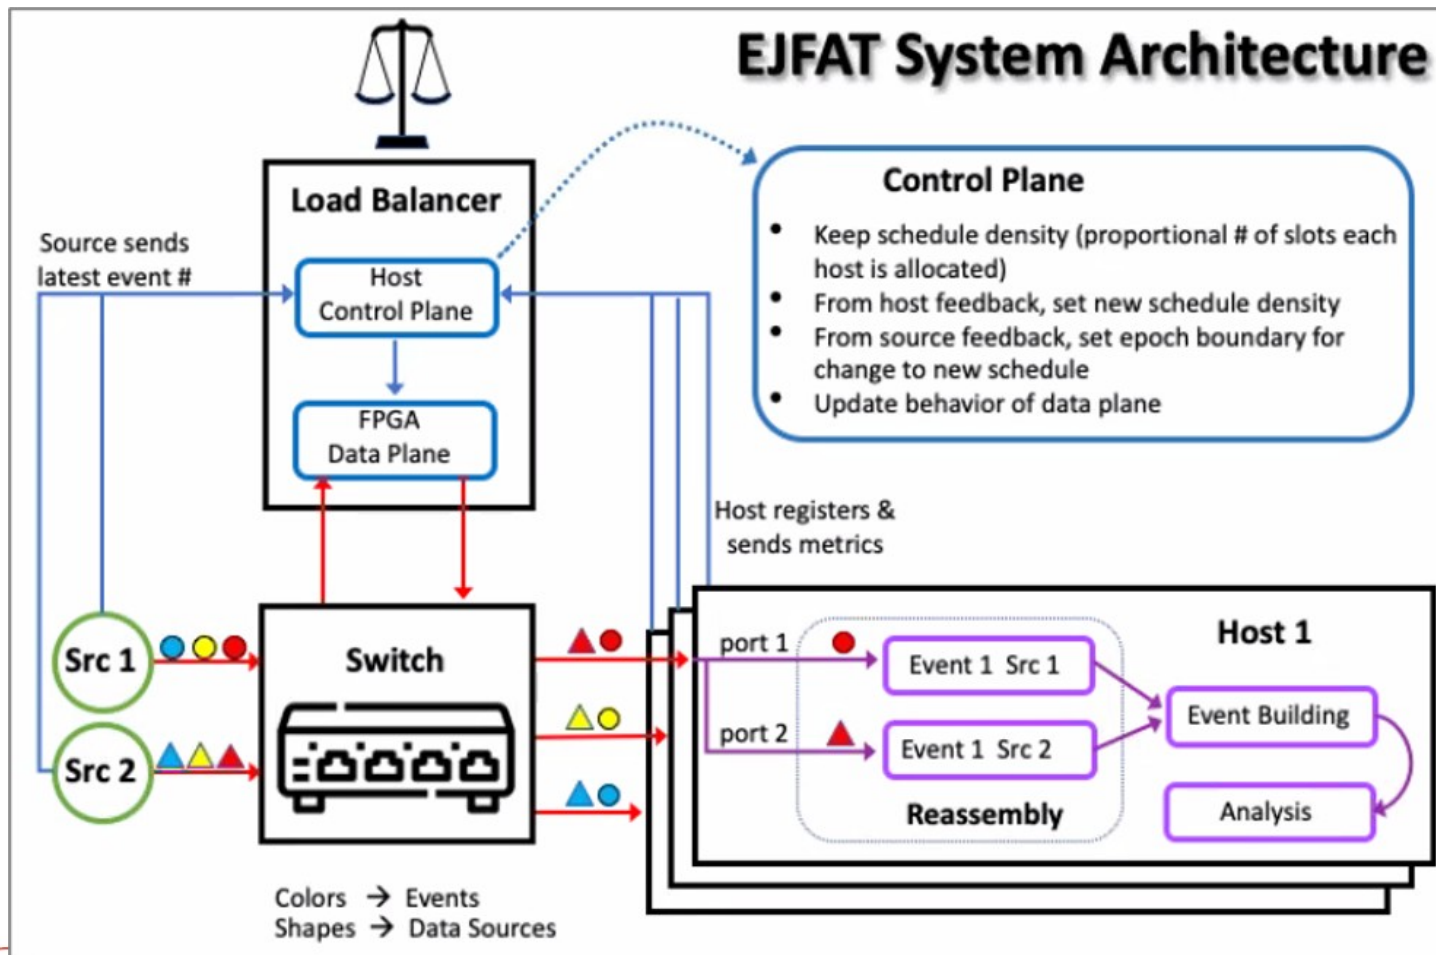 EJFAT System Architecture
Load Balancer
Host
Control Plane
FPGA
Data Plane
Source sends
latest event #
Control Plane
• Keep schedule density (proportional # of slots each
host is allocated)
• From host feedback, set new schedule density
• From source feedback, set epoch boundary for
change to new schedule
• Update behavior of data plane
Host registers &
sends metrics
Src 1
Src 2
Switch
port 1
port 2
Event 1 Src 1
Event 1 Src 2
Reassembly
Host 1
Event Building
Analysis
Colors → Events
Shapes → Data Sources